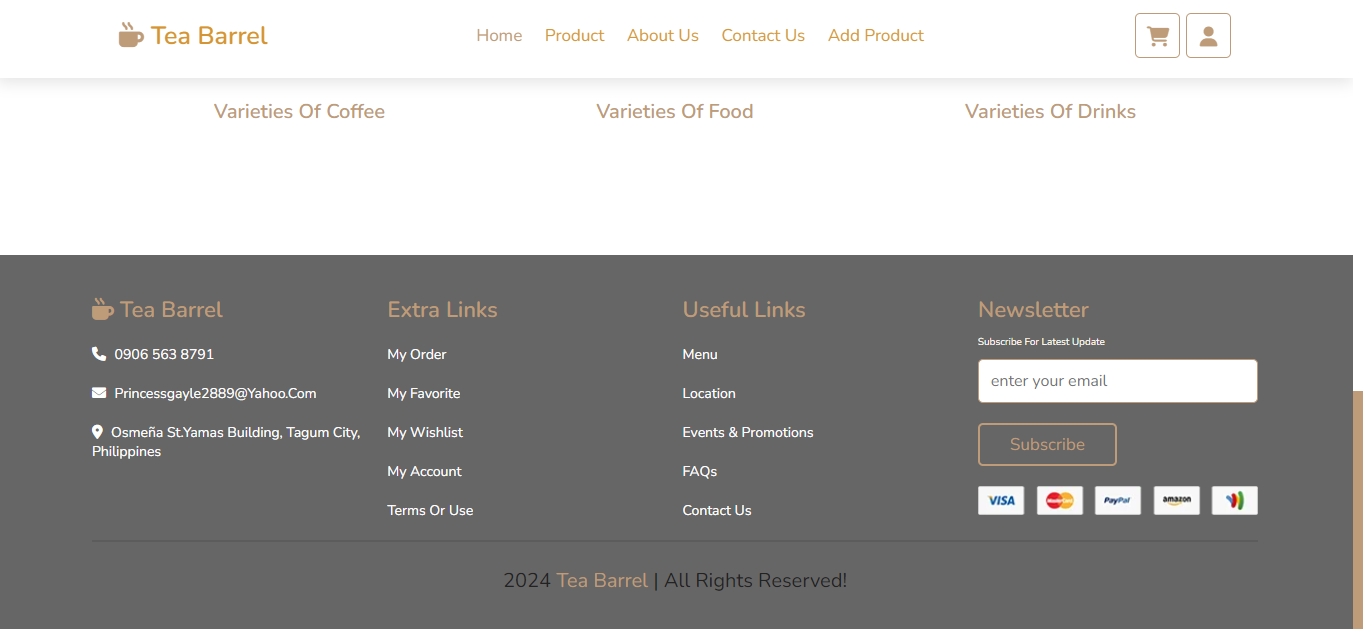 Tea Barrel
Home Product About Us Contact Us Add Product
Varieties Of Coffee
Varieties Of Food
Varieties Of Drinks
Tea Barrel
0906 563 8791
Princessgayle2889@Yahoo.Com
Osmeña St.Yamas Building, Tagum City,
Philippines
Extra Links
My Order
My Favorite
My Wishlist
My Account
Terms Or Use
Useful Links
Menu
Location
Events & Promotions
FAQs
Contact Us
Newsletter
Subscribe For Latest Update
enter your email
Subscribe
VISA
MasterCard
PayPal
amazon
2024 Tea Barrel | All Rights Reserved!